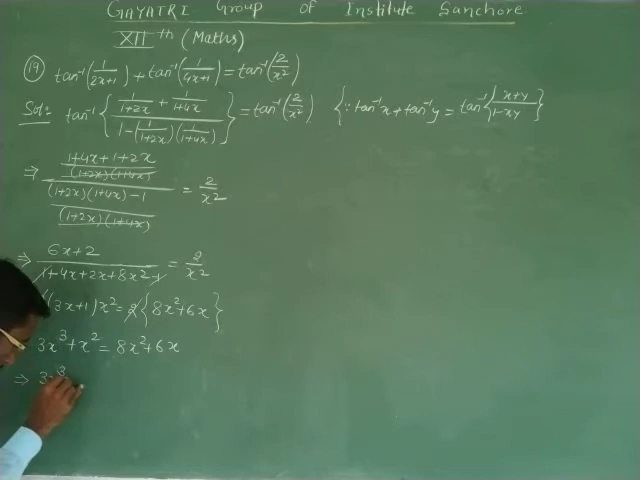 GAYATRI Group of Institute Sanchore
XII th (Maths)
(19) tan⁻¹(1/(2x+1)) + tan⁻¹(1/(4x+1)) = tan⁻¹(2/x²)
Sol:- tan⁻¹{(1/(1+2x) + 1/(1+4x))/(1-(1/(1+2x))(1/(1+4x)))} = tan⁻¹(2/x²) {∵ tan⁻¹x + tan⁻¹y = tan⁻¹{(x+y)/(1-xy)}
⇒ ((1+4x+1+2x)/((1+2x)(1+4x)))/(((1+2x)(1+4x)-1)/((1+2x)(1+4x))) = 2/x²
⇒ (6x+2)/(1+4x+2x+8x²-1) = 2/x²
(3x+1)x² = 2{8x²+6x}
3x³+x² = 8x²+6x
⇒ 3x³